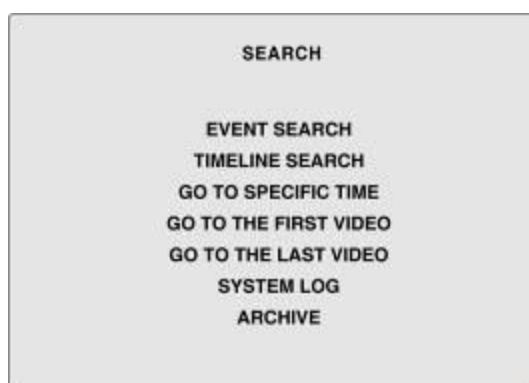 SEARCH
EVENT SEARCH
TIMELINE SEARCH
GO TO SPECIFIC TIME
GO TO THE FIRST VIDEO
GO TO THE LAST VIDEO
SYSTEM LOG
ARCHIVE